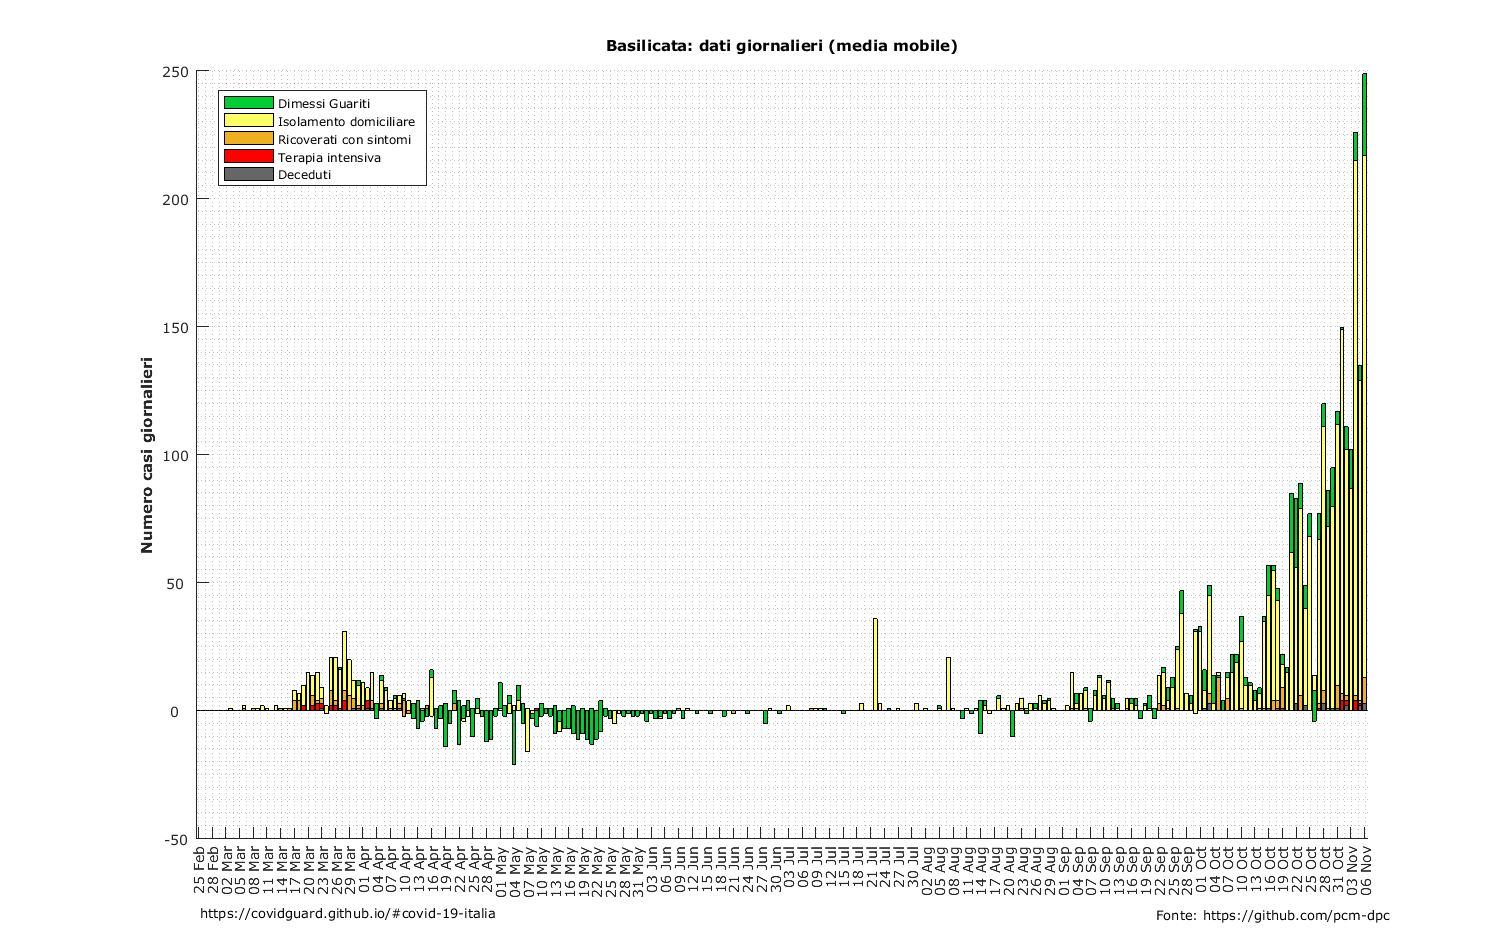 Basilicata: dati giornalieri (media mobile)
250
200
150
100
50
0
-50
Numero casi giornalieri
Dimessi Guariti
Isolamento domiciliare
Ricoverati con sintomi
Terapia intensiva
Deceduti
25 Feb
28 Feb
02 Mar
05 Mar
08 Mar
11 Mar
14 Mar
17 Mar
20 Mar
23 Mar
26 Mar
29 Mar
01 Apr
04 Apr
07 Apr
10 Apr
13 Apr
16 Apr
19 Apr
22 Apr
25 Apr
28 Apr
01 May
04 May
07 May
10 May
13 May
16 May
19 May
22 May
25 May
28 May
31 May
03 Jun
06 Jun
09 Jun
12 Jun
15 Jun
18 Jun
21 Jun
24 Jun
27 Jun
30 Jun
03 Jul
06 Jul
09 Jul
12 Jul
15 Jul
18 Jul
21 Jul
24 Jul
27 Jul
30 Jul
02 Aug
05 Aug
08 Aug
11 Aug
14 Aug
17 Aug
20 Aug
23 Aug
26 Aug
29 Aug
01 Sep
04 Sep
07 Sep
10 Sep
13 Sep
16 Sep
19 Sep
22 Sep
25 Sep
28 Sep
01 Oct
04 Oct
07 Oct
10 Oct
13 Oct
16 Oct
19 Oct
22 Oct
25 Oct
28 Oct
31 Oct
03 Nov
06 Nov
https://covidguard.github.io/#covid-19-italia
Fonte: https://github.com/pcm-dpc